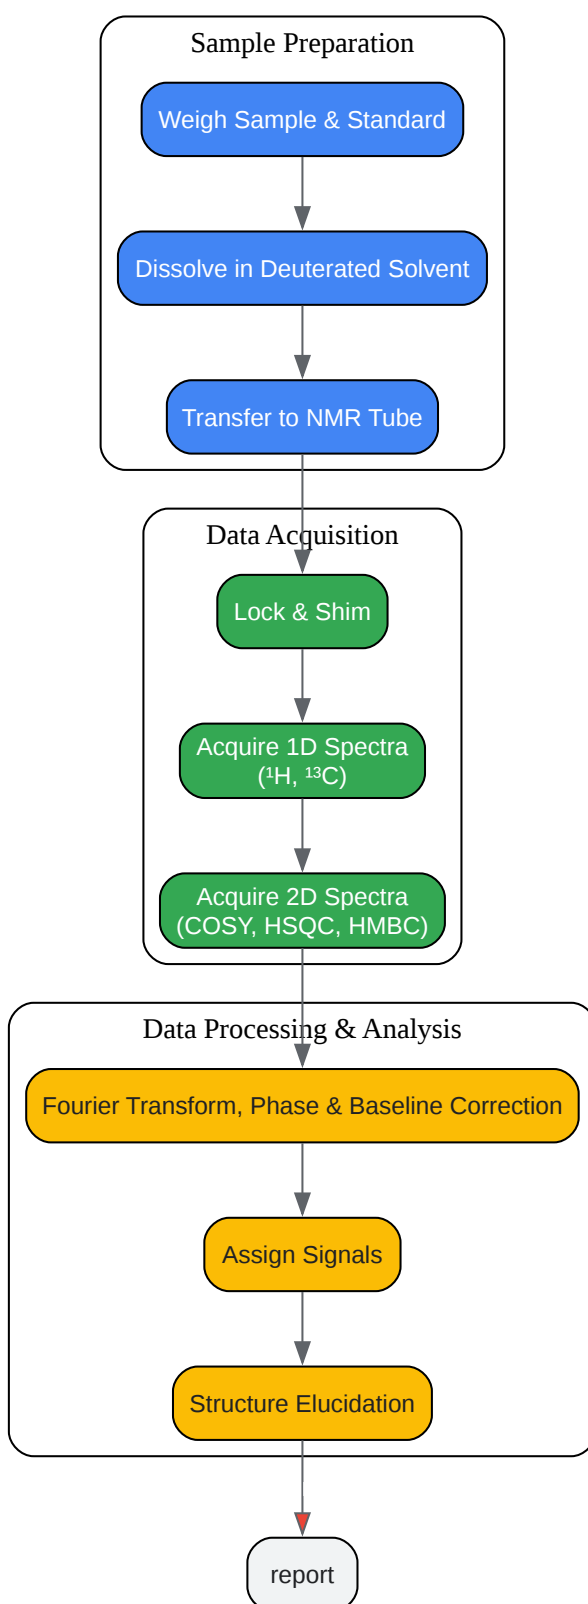 Sample Preparation
Weigh Sample & Standard
Dissolve in Deuterated Solvent
Transfer to NMR Tube
Data Acquisition
Lock & Shim
Acquire 1D Spectra
(¹H, ¹³C)
Acquire 2D Spectra
(COSY, HSQC, HMBC)
Data Processing & Analysis
Fourier Transform, Phase & Baseline Correction
Assign Signals
Structure Elucidation
report